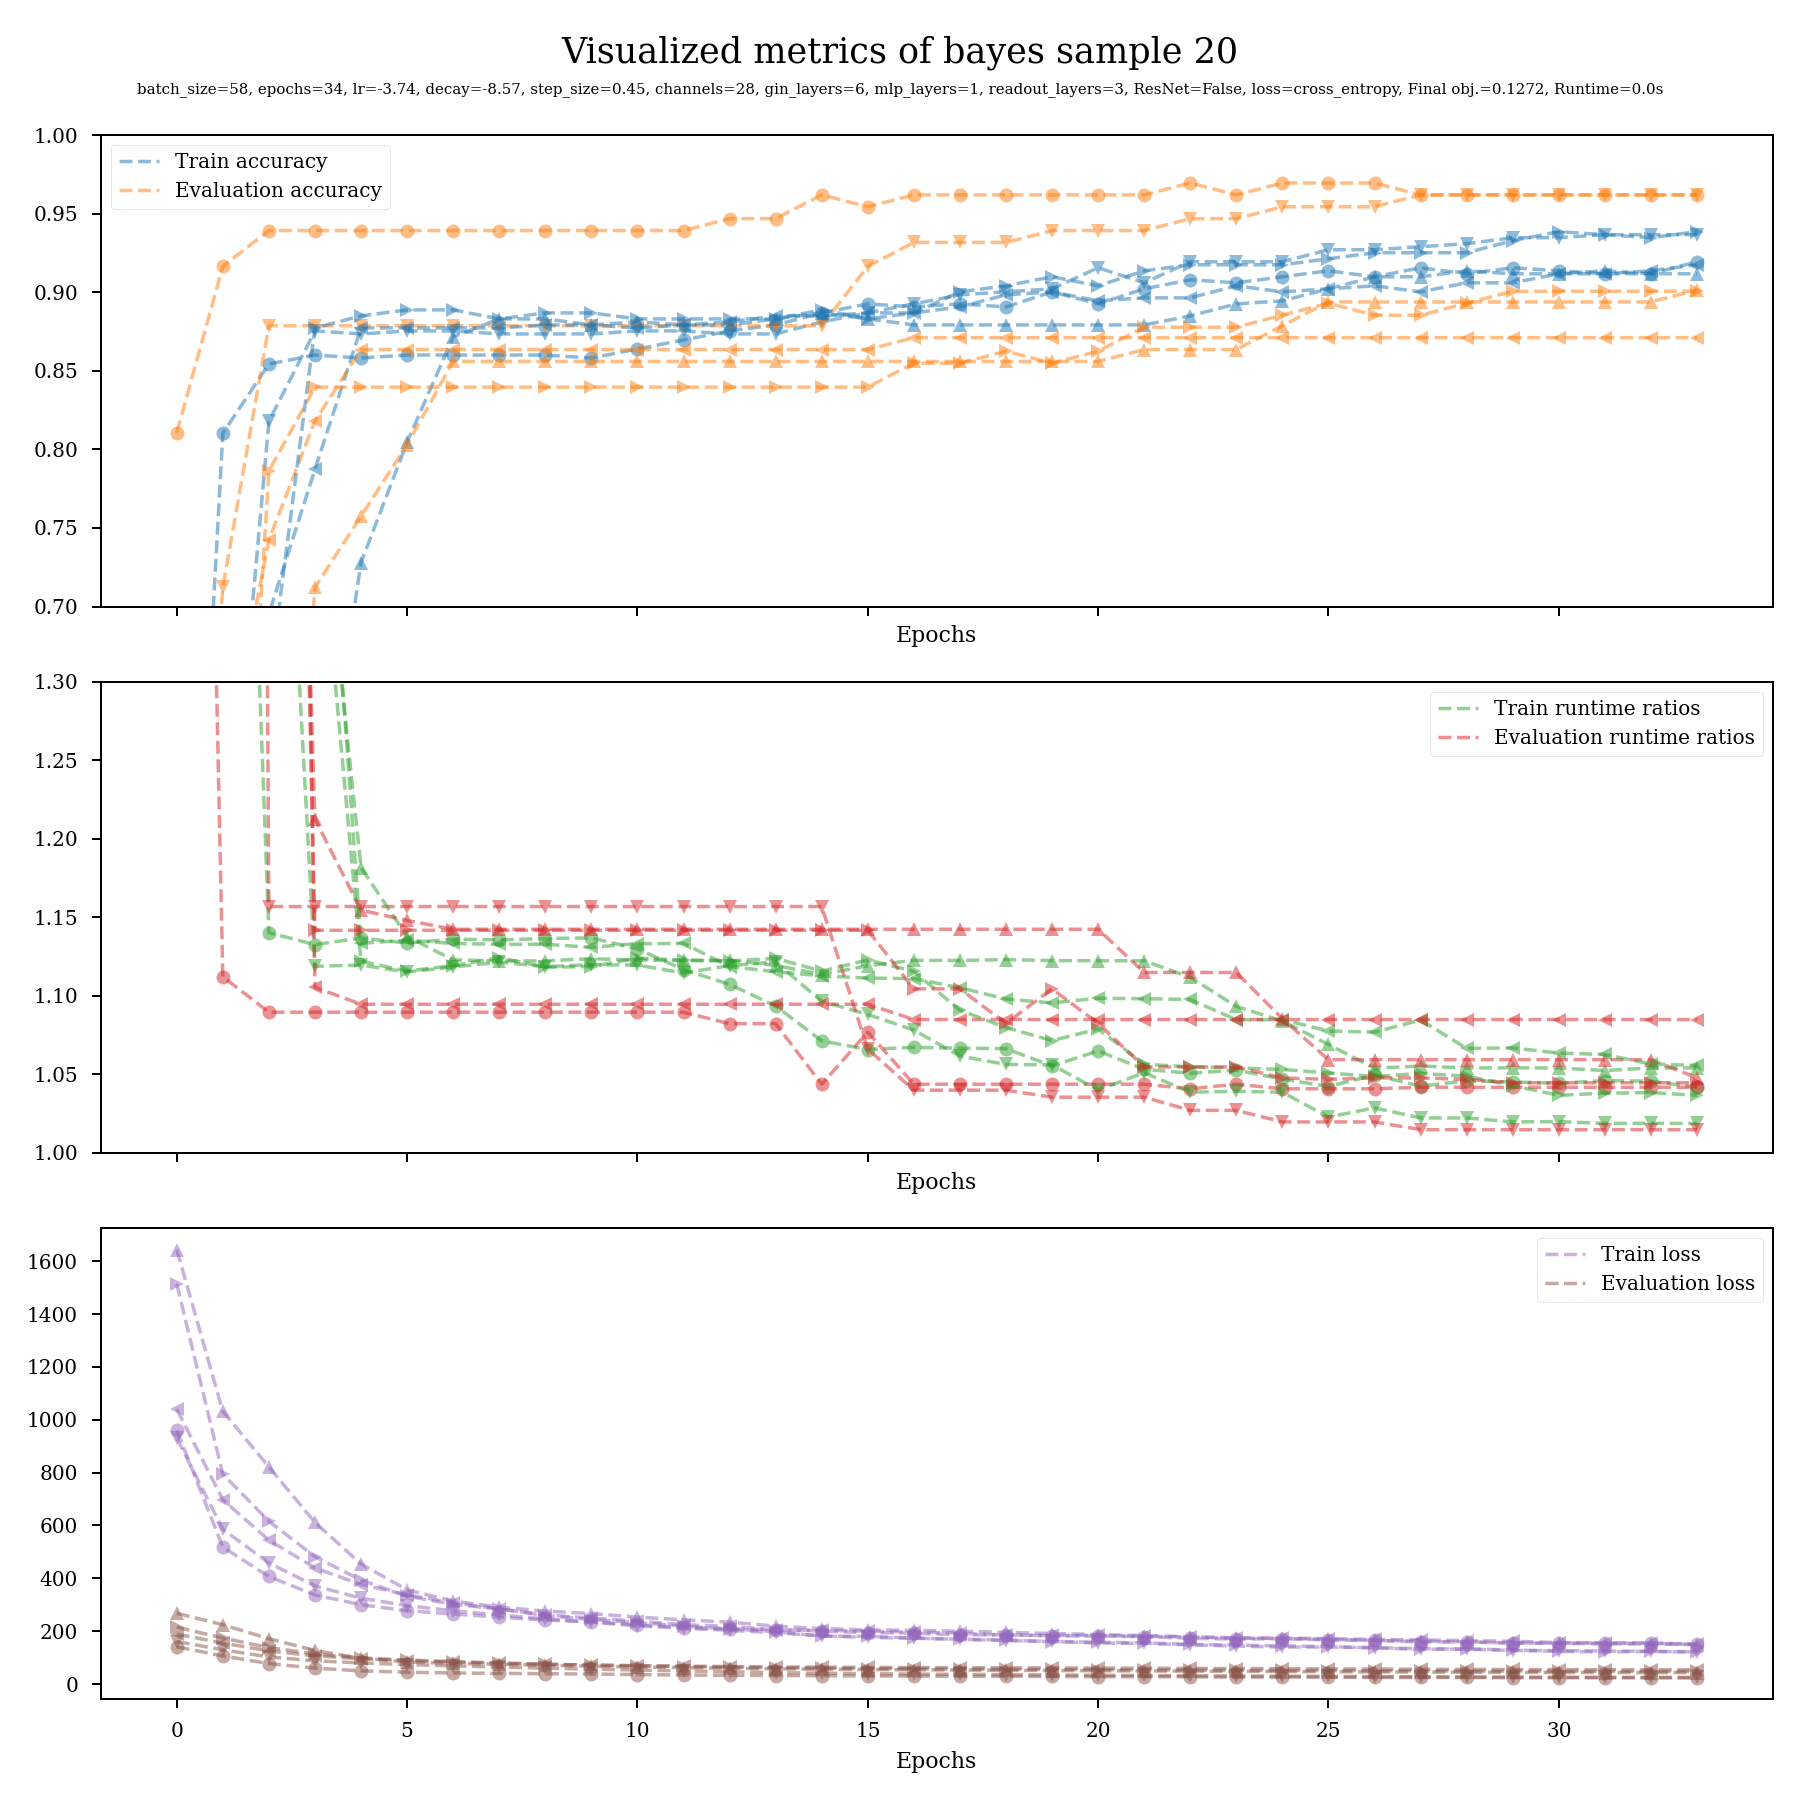 Visualized metrics of bayes sample 20
batch_size=58, epochs=34, lr=-3.74, decay=-8.57, step_size=0.45, channels=28, gin_layers=6, mlp_layers=1, readout_layers=3, ResNet=False, loss=cross_entropy, Final obj.=0.1272, Runtime=0.0s
1.00
0.95
0.90
0.85
0.80
0.75
0.70
Train accuracy
Evaluation accuracy
Epochs
1.30
1.25
1.20
1.15
1.10
1.05
1.00
Train runtime ratios
Evaluation runtime ratios
Epochs
1600
1400
1200
1000
800
600
400
200
0
Train loss
Evaluation loss
0 5 10 15 20 25 30
Epochs